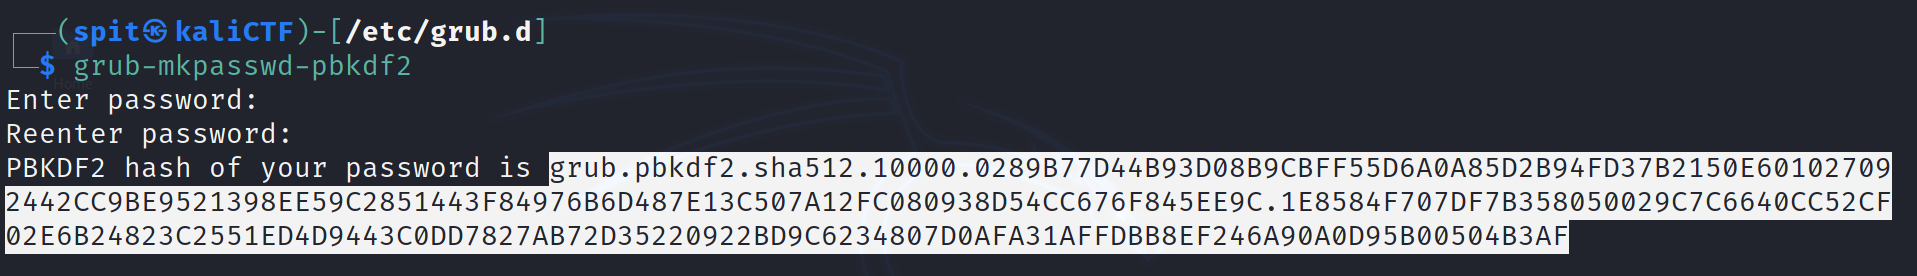 (spit㉿kaliCTF)-[/etc/grub.d]
$ grub-mkpasswd-pbkdf2
Enter password:
Reenter password:
PBKDF2 hash of your password is grub.pbkdf2.sha512.10000.0289B77D44B93D08B9CBFF55D6A0A85D2B94FD37B2150E60102709
2442CC9BE9521398EE59C2851443F84976B6D487E13C507A12FC080938D54CC676F845EE9C.1E8584F707DF7B358050029C7C6640CC52CF
02E6B24823C2551ED4D9443C0DD7827AB72D35220922BD9C6234807D0AFA31AFFDBB8EF246A90A0D95B00504B3AF